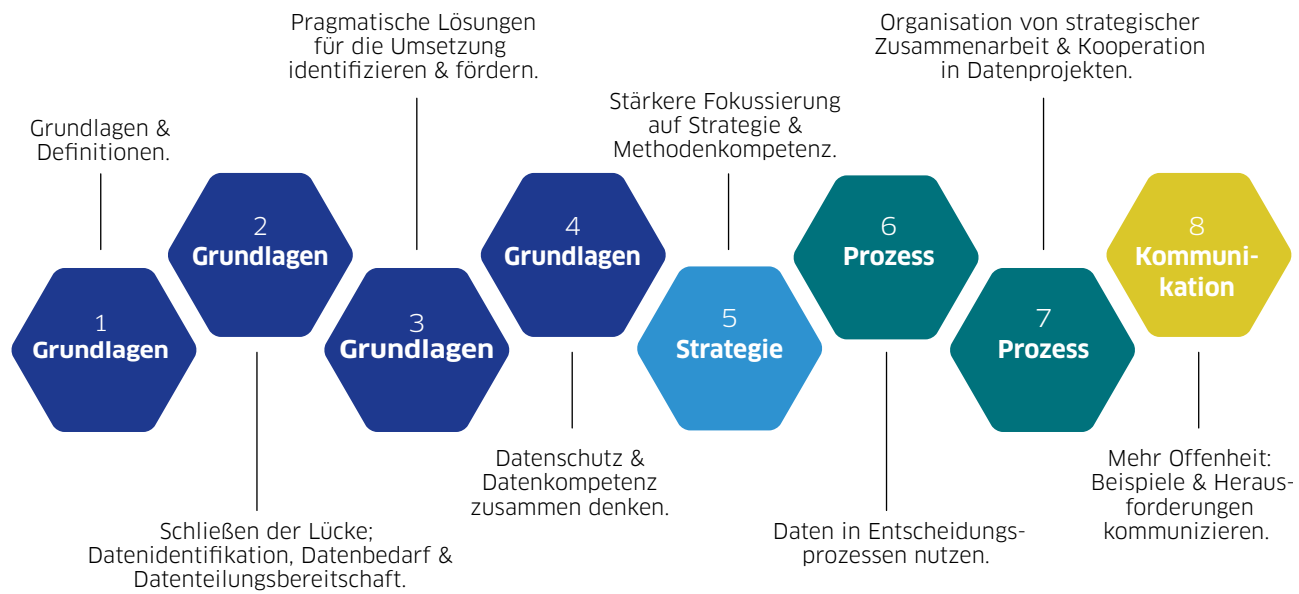 Grundlagen &
Definitionen.
1
Grundlagen
2
Grundlagen
Schließen der Lücke;
Datenidentifikation, Datenbedarf &
Datenteilungsbereitschaft.
Pragmatische Lösungen
für die Umsetzung
identifizieren & fördern.
3
Grundlagen
4
Grundlagen
Datenschutz &
Datenkompetenz
zusammen denken.
Stärkere Fokussierung
auf Strategie &
Methodenkompetenz.
5
Strategie
6
Prozess
Daten in Entscheidungs-
prozessen nutzen.
Organisation von strategischer
Zusammenarbeit & Kooperation
in Datenprojekten.
7
Prozess
8
Kommuni-
kation
Mehr Offenheit:
Beispiele & Heraus-
forderungen
kommunizieren.